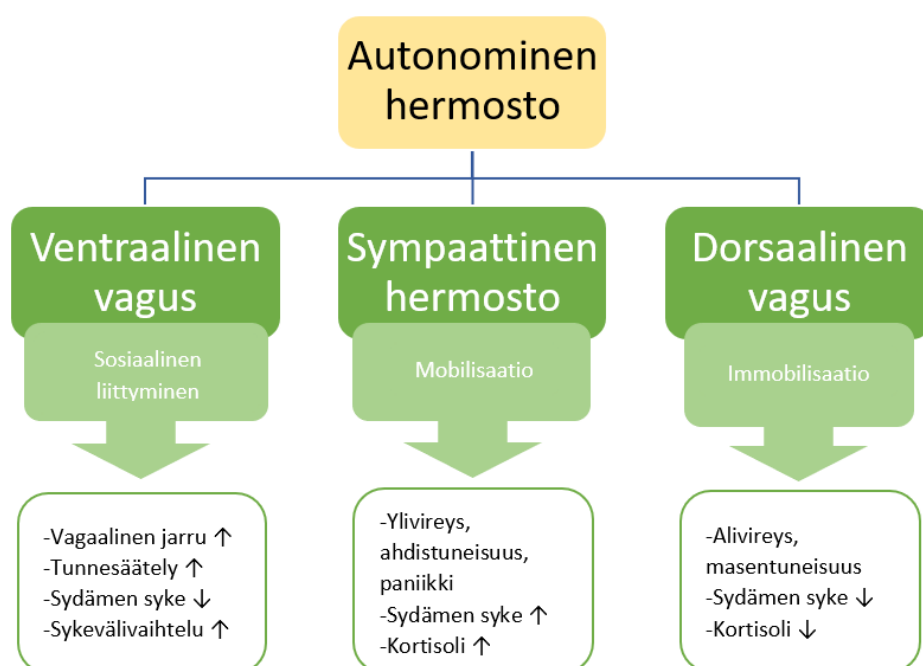 Autonominen
hermosto
Ventraalinen
vagus
Sosiaalinen
liittyminen
-Vagaalinen jarru ↑
-Tunnesäätely ↑
-Sydämen syke ↓
-Sykevälivaihtelu ↑
Sympaattinen
hermosto
Mobilisaatio
-Ylivireys,
ahdistuneisuus,
paniikki
-Sydämen syke ↑
-Kortisoli ↑
Dorsaalinen
vagus
Immobilisaatio
-Alivireys,
masentuneisuus
-Sydämen syke ↓
-Kortisoli ↓